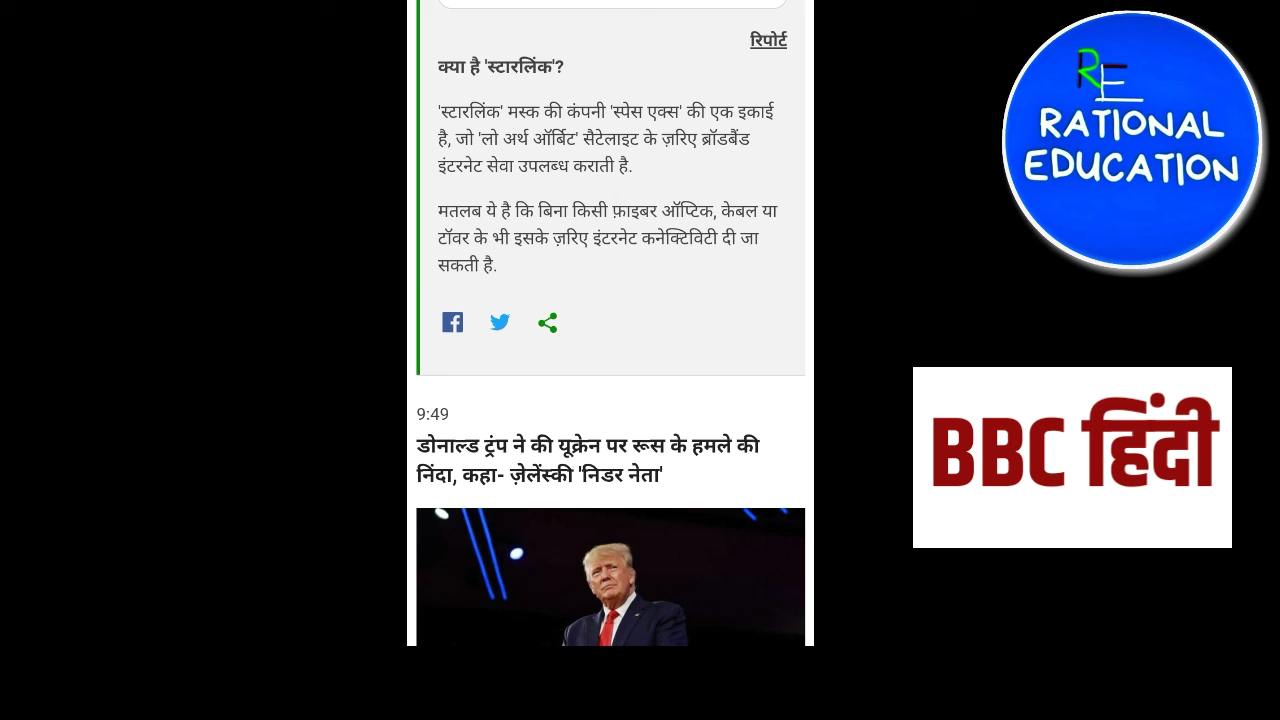 रिपोर्ट
क्या है 'स्टारलिंक'?
'स्टारलिंक' मस्क की कंपनी 'स्पेस एक्स' की एक इकाई
है, जो 'लो अर्थ ऑर्बिट' सैटेलाइट के ज़रिए ब्रॉडबैंड
इंटरनेट सेवा उपलब्ध कराती है.
मतलब ये है कि बिना किसी फ़ाइबर ऑप्टिक, केबल या
टॉवर के भी इसके ज़रिए इंटरनेट कनेक्टिविटी दी जा
सकती है.
9:49
डोनाल्ड ट्रंप ने की यूक्रेन पर रूस के हमले की
निंदा, कहा- ज़ेलेंस्की 'निडर नेता'
RE
RATIONAL
EDUCATION
BBC हिंदी